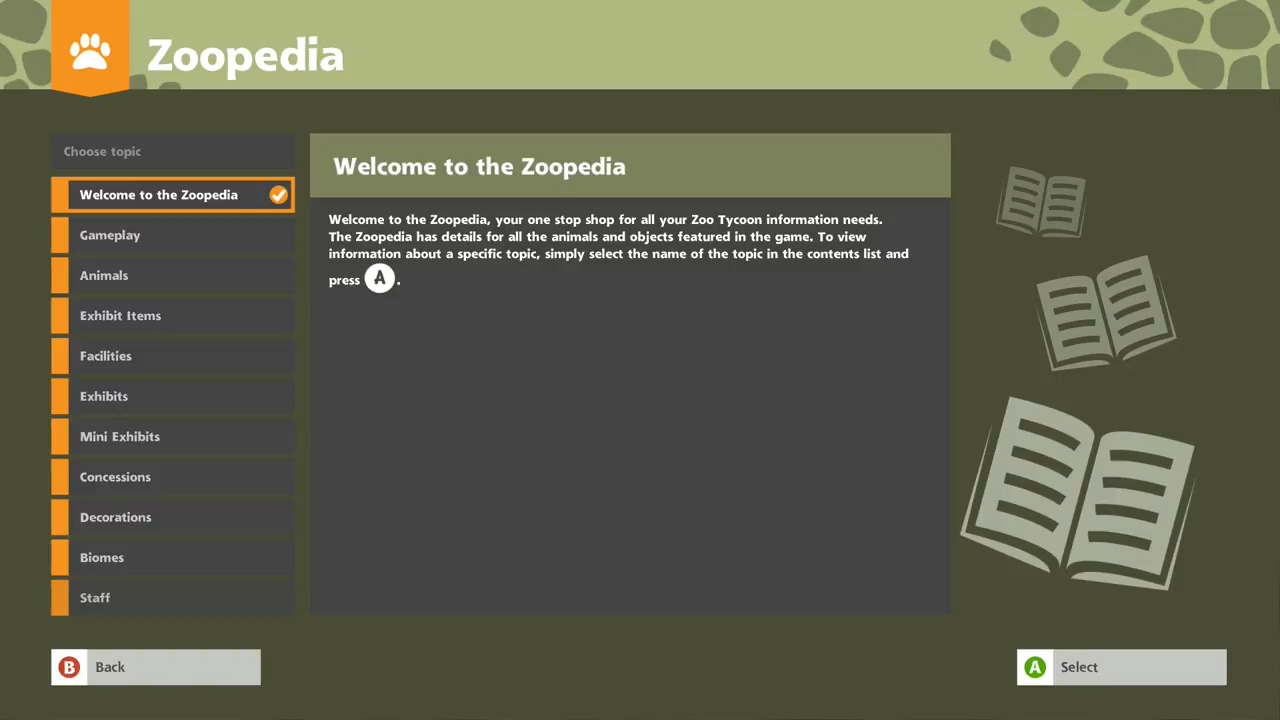 Zoopedia
Choose topic
Welcome to the Zoopedia
Gameplay
Animals
Exhibit Items
Facilities
Exhibits
Mini Exhibits
Concessions
Decorations
Biomes
Staff
Welcome to the Zoopedia
Welcome to the Zoopedia, your one stop shop for all your Zoo Tycoon information needs.
The Zoopedia has details for all the animals and objects featured in the game. To view
information about a specific topic, simply select the name of the topic in the contents list and
press A .
B Back
A Select